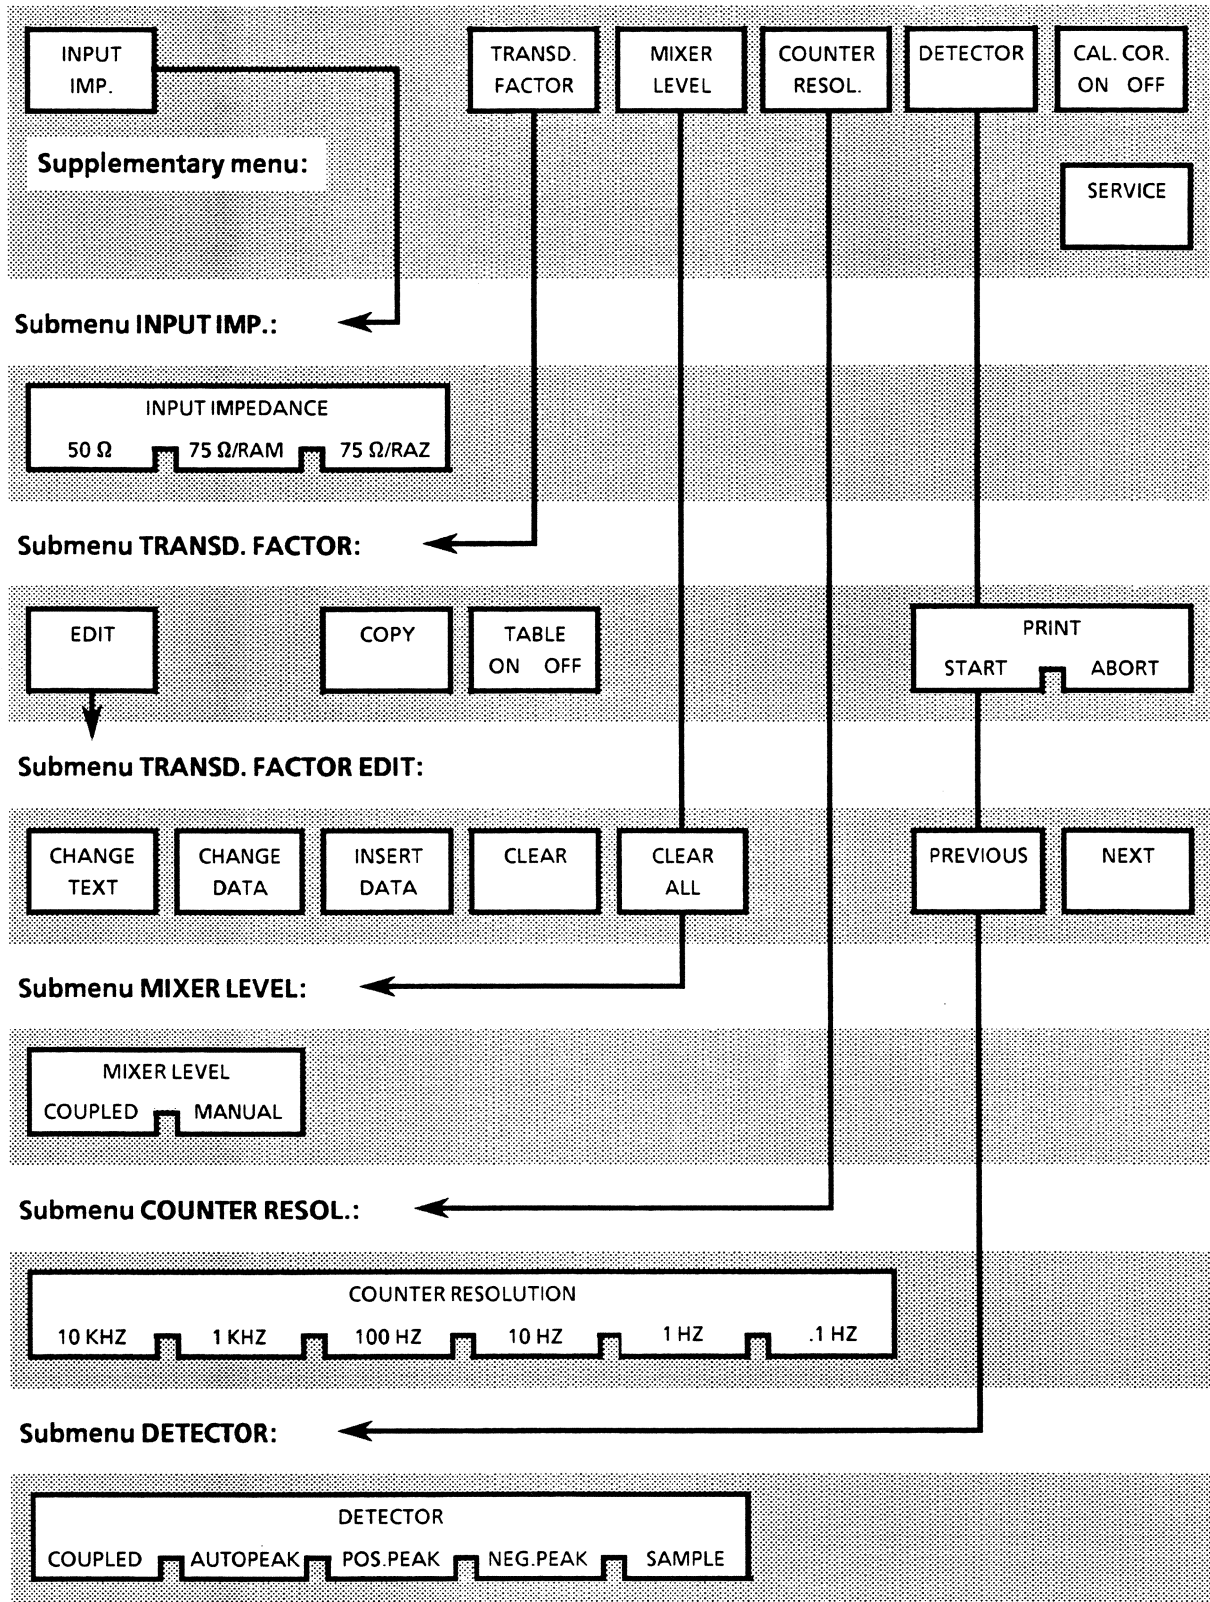 INPUT IMP.
TRANSD. FACTOR
MIXER LEVEL
COUNTER RESOL.
DETECTOR
CAL. COR. ON OFF
Supplementary menu:
SERVICE
Submenu INPUT IMP.:
INPUT IMPEDANCE
50 Ω 75 Ω/RAM 75 Ω/RAZ
Submenu TRANSD. FACTOR:
EDIT
COPY
TABLE ON OFF
PRINT
START ABORT
Submenu TRANSD. FACTOR EDIT:
CHANGE TEXT
CHANGE DATA
INSERT DATA
CLEAR
CLEAR ALL
PREVIOUS
NEXT
Submenu MIXER LEVEL:
MIXER LEVEL
COUPLED MANUAL
Submenu COUNTER RESOL.:
COUNTER RESOLUTION
10 KHZ 1 KHZ 100 HZ 10 HZ 1 HZ .1 HZ
Submenu DETECTOR:
DETECTOR
COUPLED AUTOPEAK POS.PEAK NEG.PEAK SAMPLE